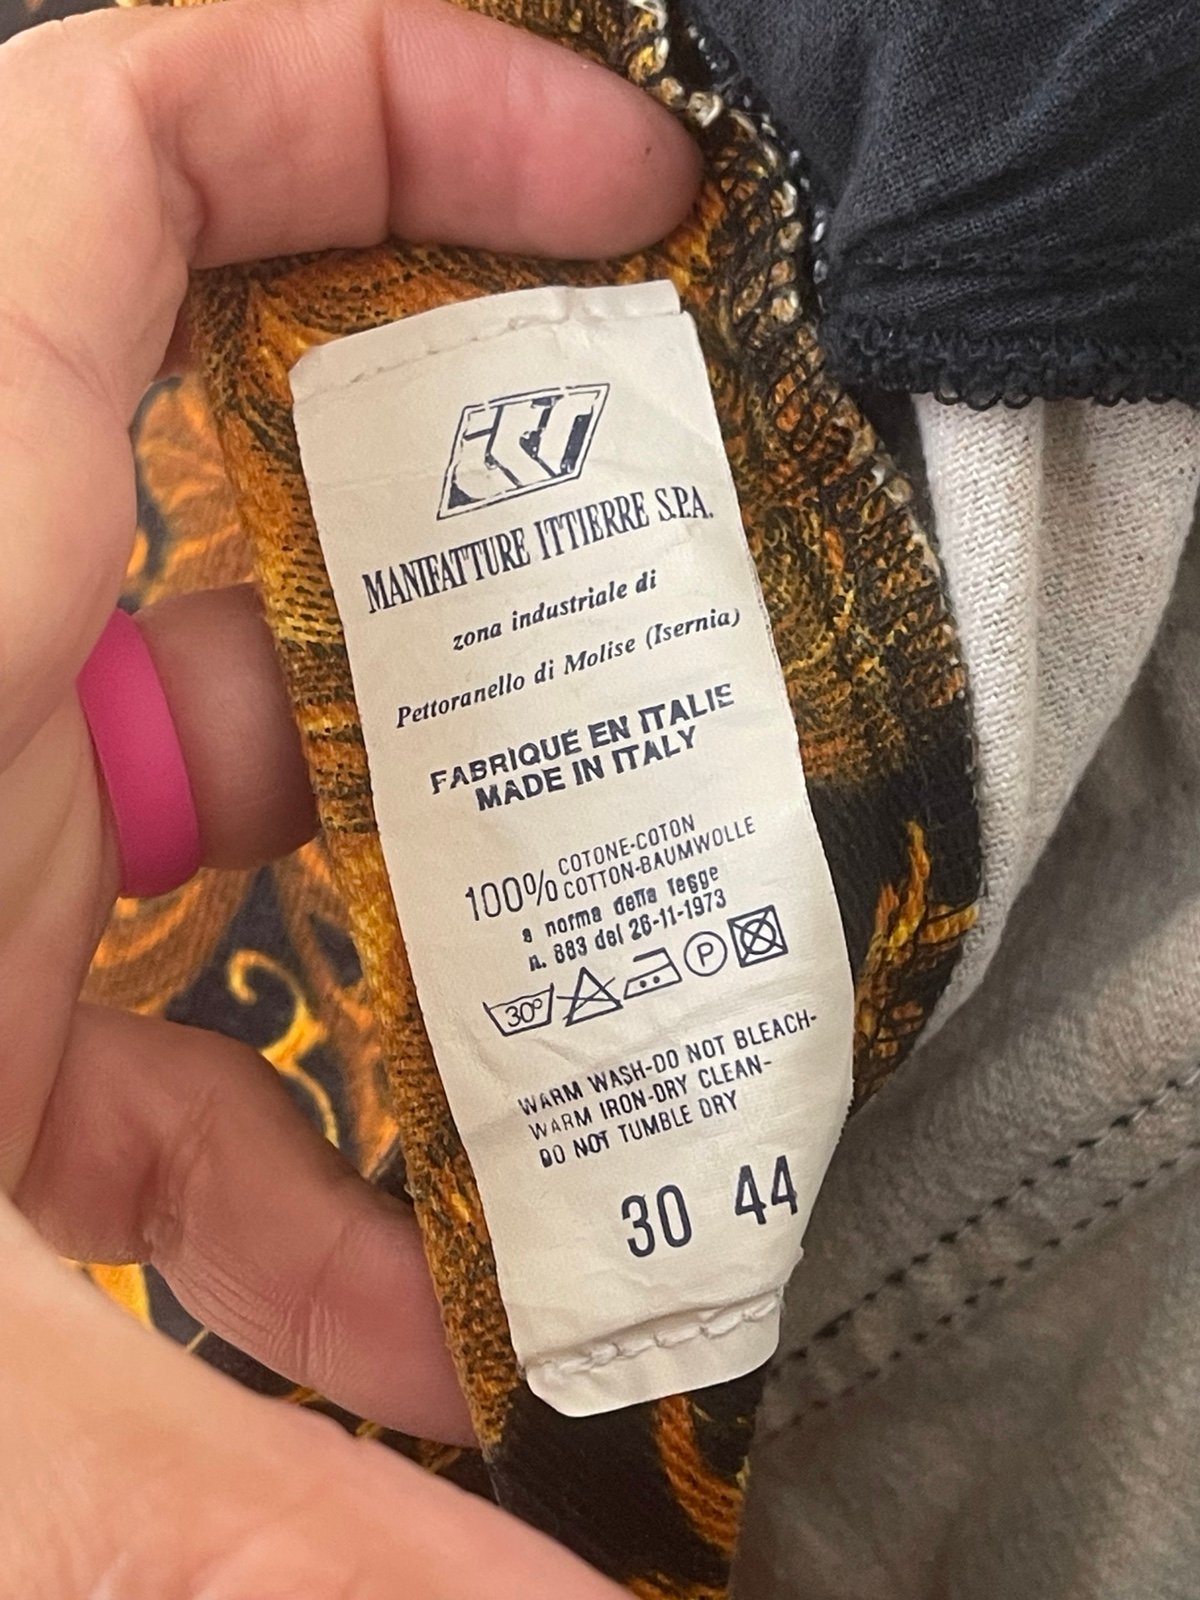 MANIFATTURE ITTIERRE S.P.A.
zona industriale di
Pettoranello di Molise (Isernia)
FABRIQUÉ EN ITALIE
MADE IN ITALY
100% COTONE-COTON
COTTON-BAUMWOLLE
a norma della legge
n. 883 del 26-11-1973
30° P
WARM WASH-DO NOT BLEACH-
WARM IRON-DRY CLEAN-
DO NOT TUMBLE DRY
30 44